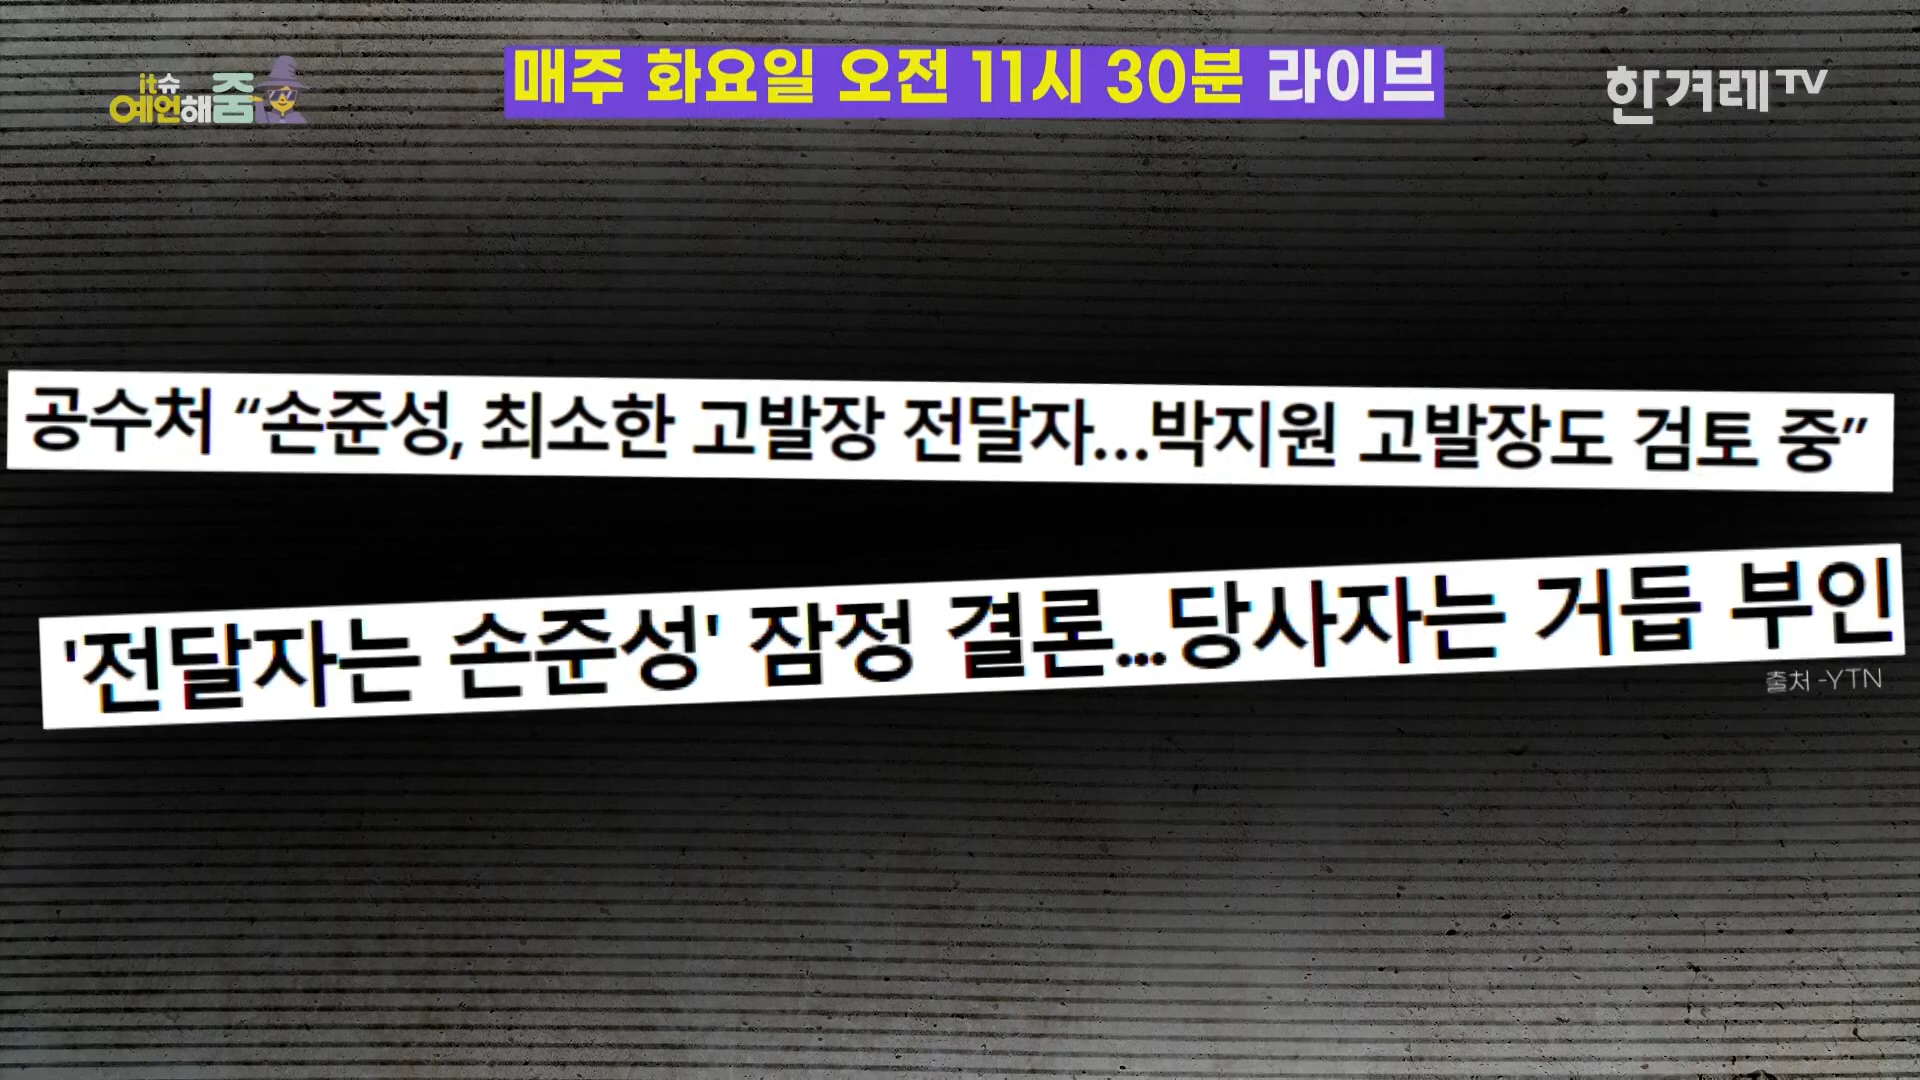 it슈
예언해줌
매주 화요일 오전 11시 30분 라이브
한겨레TV
공수처 “손준성, 최소한 고발장 전달자...박지원 고발장도 검토 중”
'전달자는 손준성' 잠정 결론...당사자는 거듭 부인
출처 -YTN